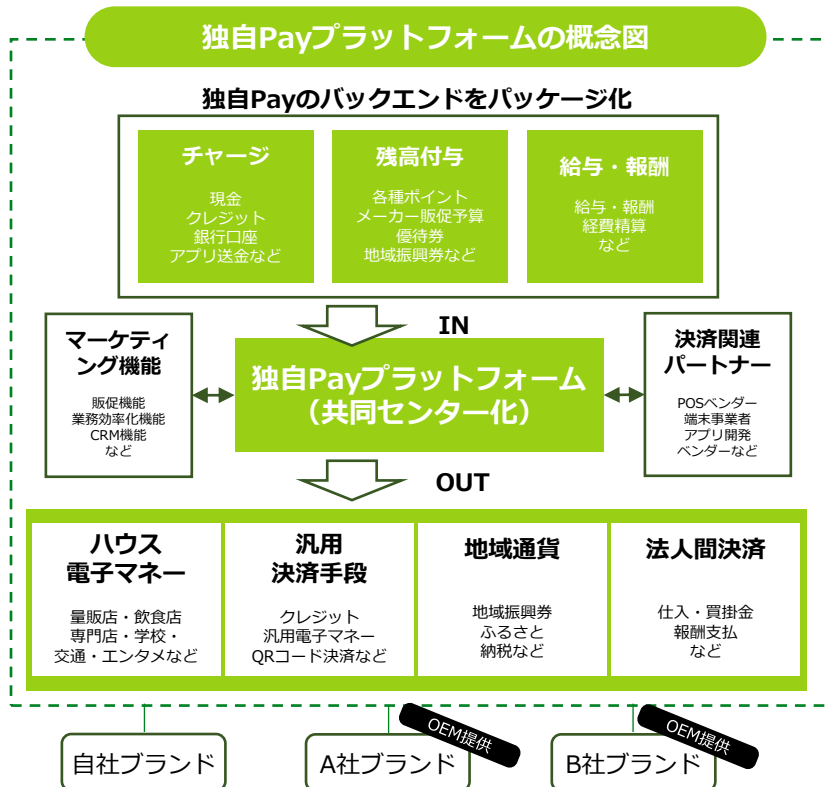 独自Payプラットフォームの概念図
独自Payのバックエンドをパッケージ化
チャージ
現金
クレジット
銀行口座
アプリ送金など
残高付与
各種ポイント
メーカー販促予算
優待券
地域振興券など
給与・報酬
給与・報酬
経費精算
など
IN
マーケティ
ング機能
販促機能
業務効率化機能
CRM機能
など
独自Payプラットフォーム
（共同センター化）
決済関連
パートナー
POSベンダー
端末事業者
アプリ開発
ベンダーなど
OUT
ハウス
電子マネー
量販店・飲食店
専門店・学校・
交通・エンタメなど
汎用
決済手段
クレジット
汎用電子マネー
QRコード決済など
地域通貨
地域振興券
ふるさと
納税など
法人間決済
仕入・買掛金
報酬支払
など
自社ブランド
A社ブランド
OEM提供
B社ブランド
OEM提供